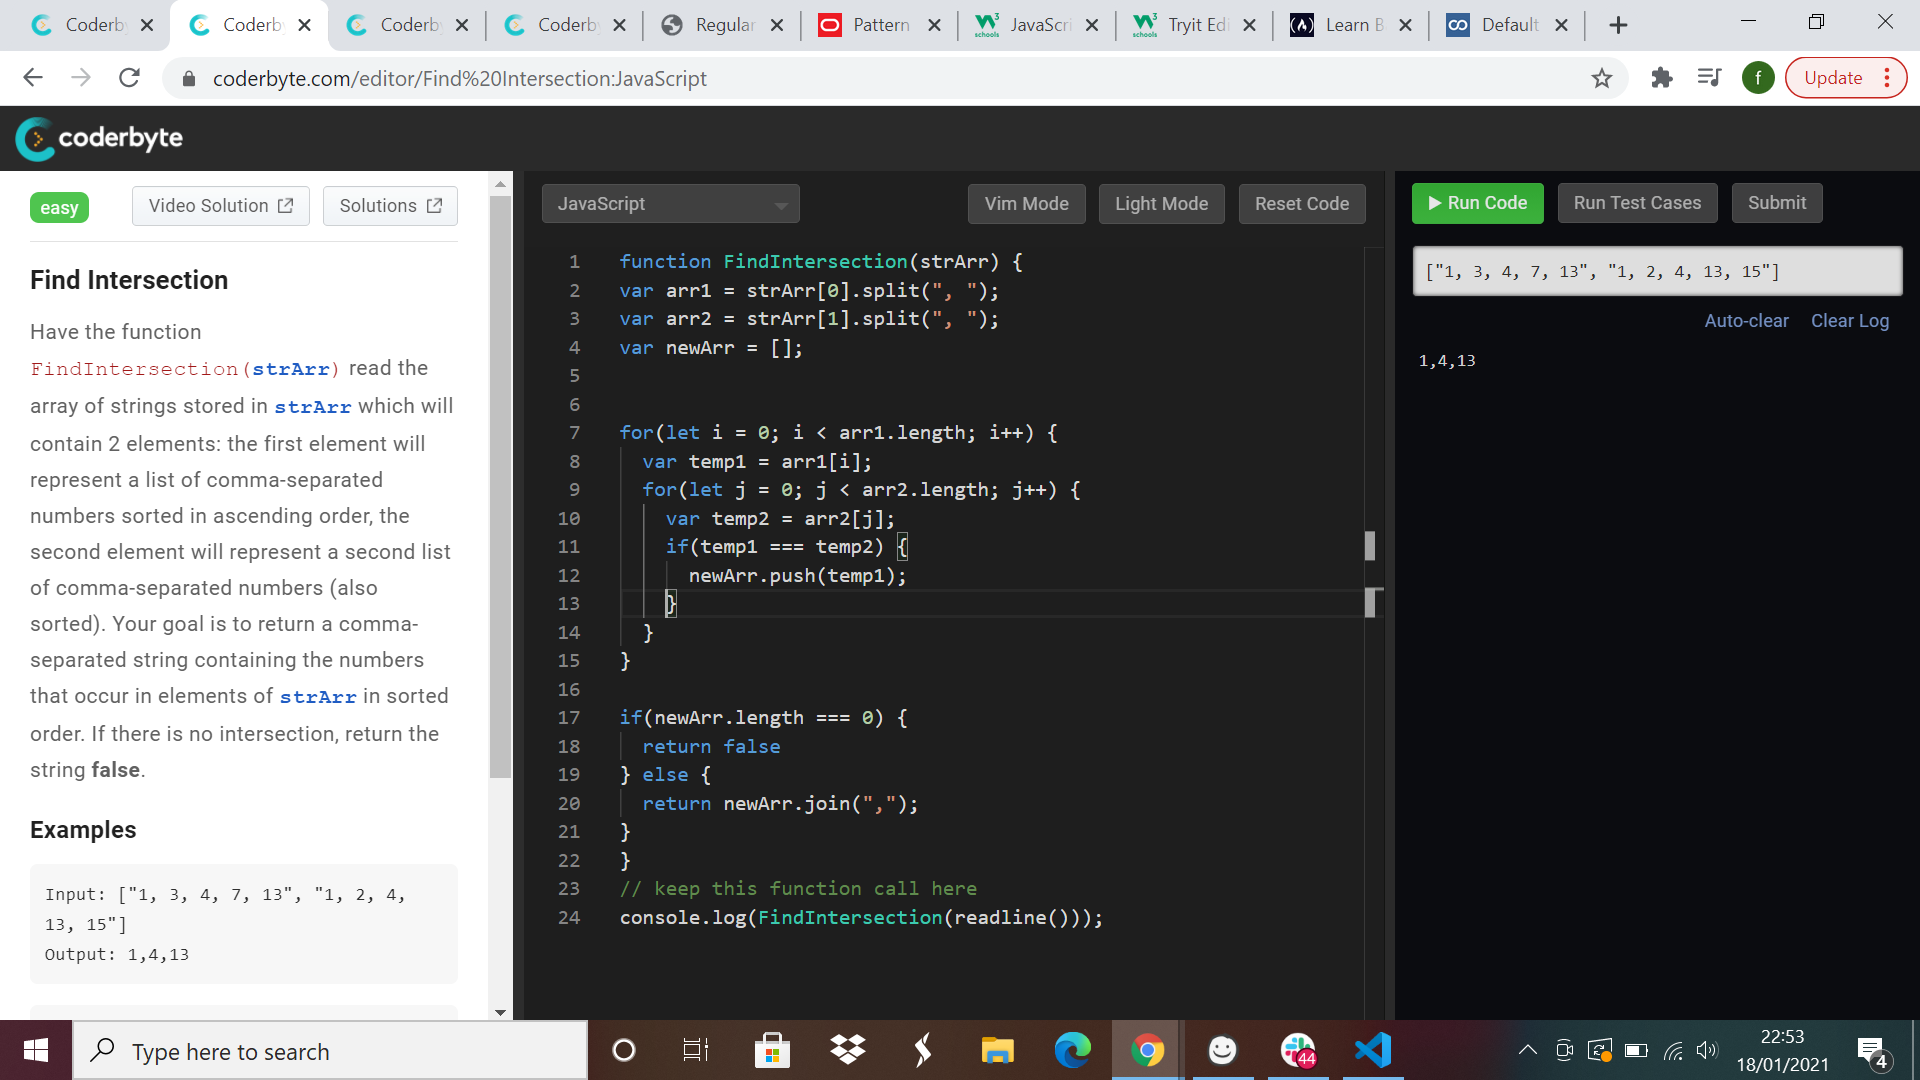 Coderb
Coderb
Coderb
Coderb
Regular
Pattern
JavaScri
Tryit Edi
Learn B
Default
coderbyte.com/editor/Find%20Intersection:JavaScript
f
Update
coderbyte
easy
Video Solution
Solutions
Find Intersection
Have the function
FindIntersection(strArr) read the
array of strings stored in strArr which will
contain 2 elements: the first element will
represent a list of comma-separated
numbers sorted in ascending order, the
second element will represent a second list
of comma-separated numbers (also
sorted). Your goal is to return a comma-
separated string containing the numbers
that occur in elements of strArr in sorted
order. If there is no intersection, return the
string false.
Examples
Input: ["1, 3, 4, 7, 13", "1, 2, 4,
13, 15"]
Output: 1,4,13
JavaScript
Vim Mode
Light Mode
Reset Code
1 function FindIntersection(strArr) {
2 var arr1 = strArr[0].split(", ");
3 var arr2 = strArr[1].split(", ");
4 var newArr = [];
5
6
7 for(let i = 0; i < arr1.length; i++) {
8 var temp1 = arr1[i];
9 for(let j = 0; j < arr2.length; j++) {
10 var temp2 = arr2[j];
11 if(temp1 === temp2) {
12 newArr.push(temp1);
13 }
14 }
15 }
16
17 if(newArr.length === 0) {
18 return false
19 } else {
20 return newArr.join(",");
21 }
22 }
23 // keep this function call here
24 console.log(FindIntersection(readline()));
Run Code
Run Test Cases
Submit
["1, 3, 4, 7, 13", "1, 2, 4, 13, 15"]
Auto-clear
Clear Log
1,4,13
Type here to search
44
22:53
18/01/2021
4